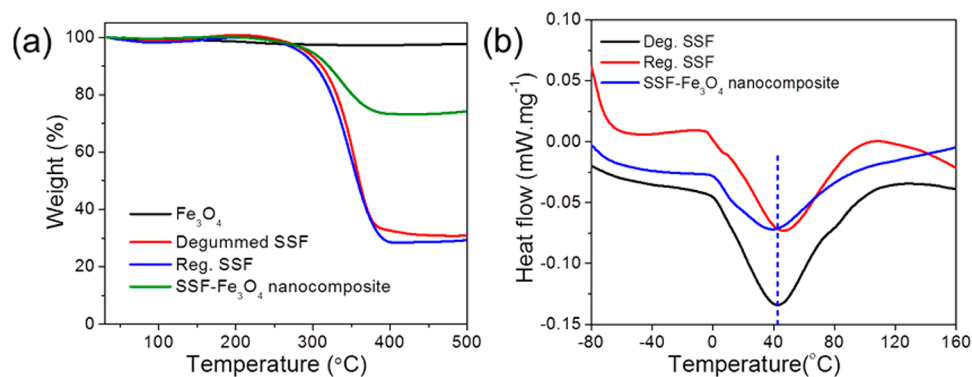 (a)
100
80
60
40
20
0
Weight (%)
Fe₃O₄
Degummed SSF
Reg. SSF
SSF-Fe₃O₄ nanocomposite
100 200 300 400 500
Temperature (°C)
(b)
0.10
0.05
0.00
-0.05
-0.10
-0.15
Heat flow (mW.mg⁻¹)
Deg. SSF
Reg. SSF
SSF-Fe₃O₄ nanocomposite
-80 -40 0 40 80 120 160
Temperature(°C)